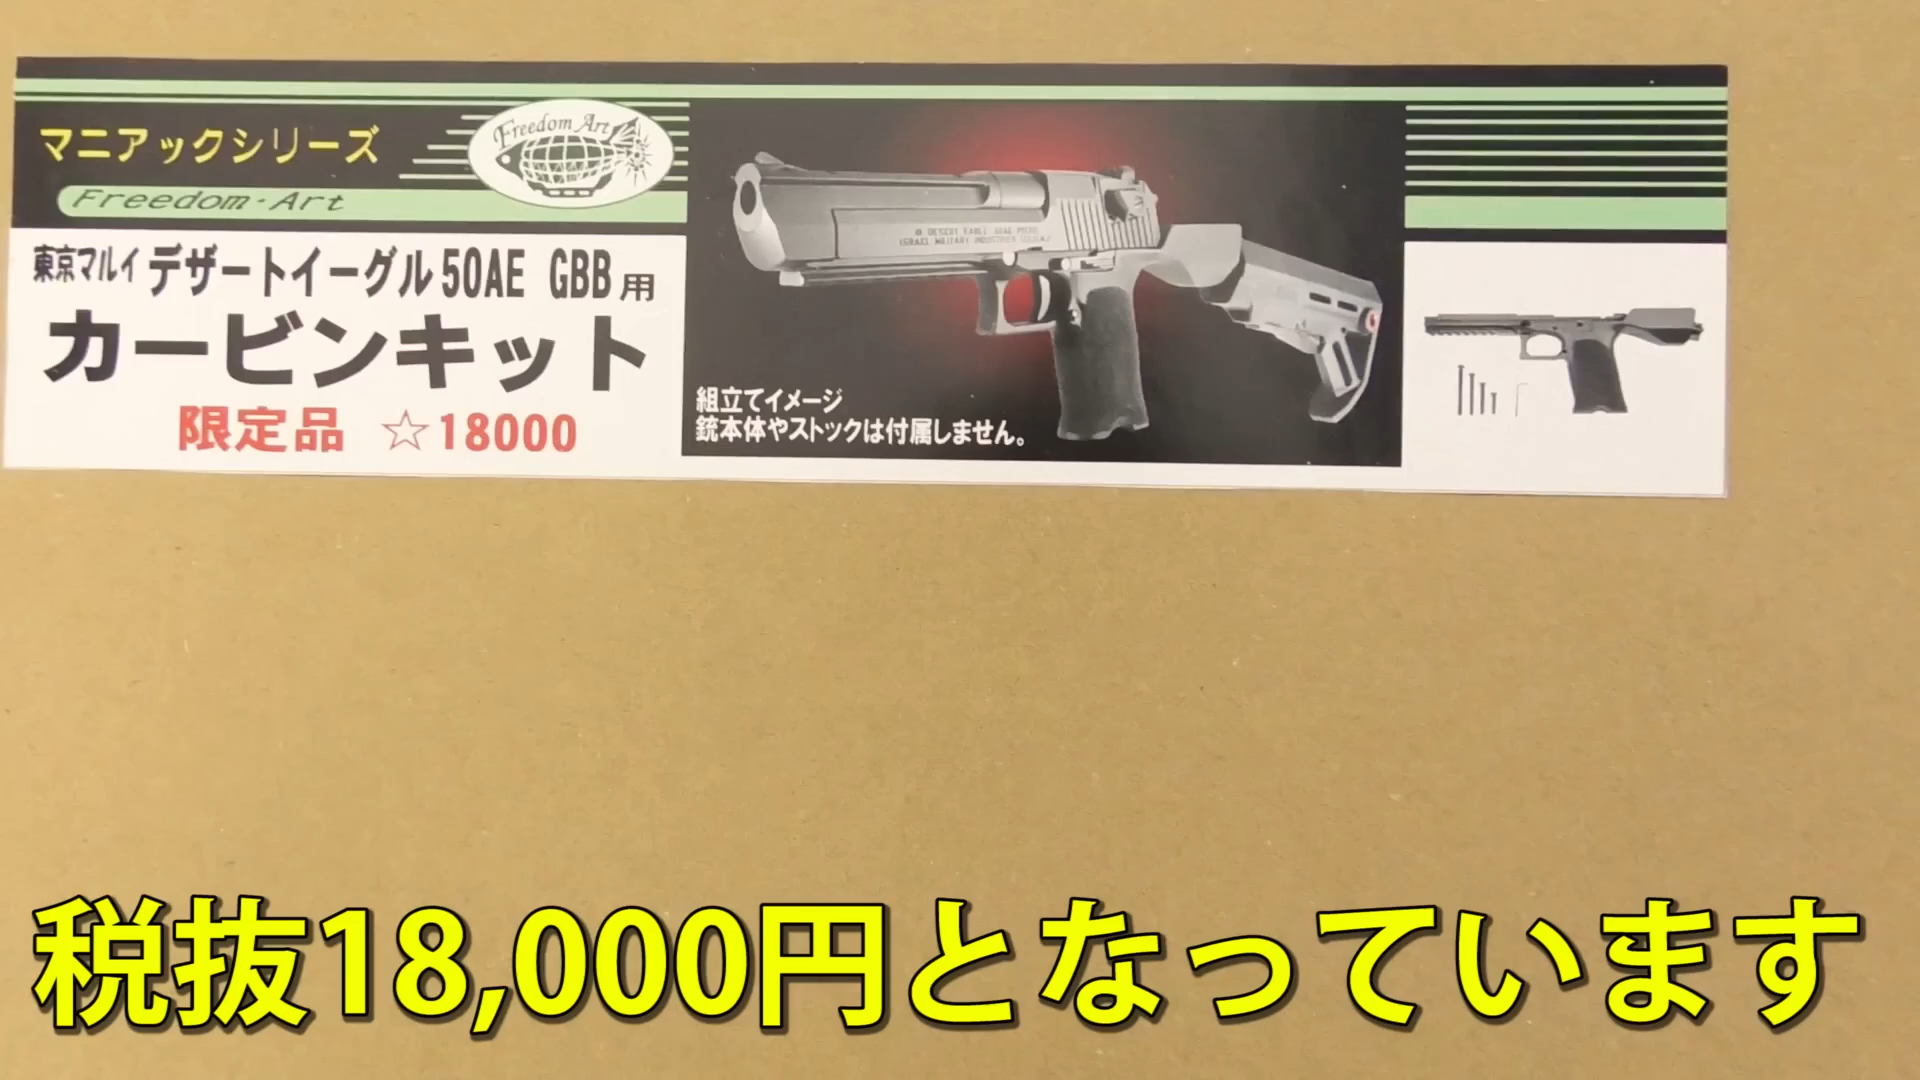 マニアックシリーズ
Freedom Art
Freedom・Art
東京マルイ デザートイーグル 50AE GBB用
カービンキット
限定品 ☆18000
組立てイメージ
銃本体やストックは付属しません。
税抜18,000円となっています